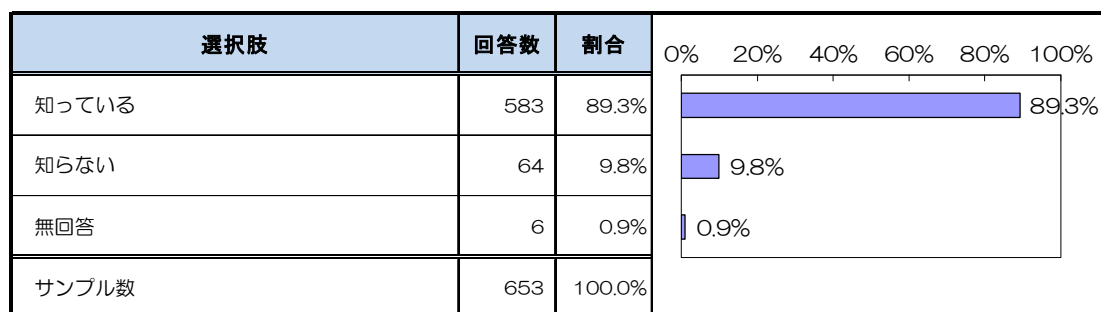 選択肢 回答数 割合
0% 20% 40% 60% 80% 100%
知っている 583 89.3% 89.3%
知らない 64 9.8% 9.8%
無回答 6 0.9% 0.9%
サンプル数 653 100.0%